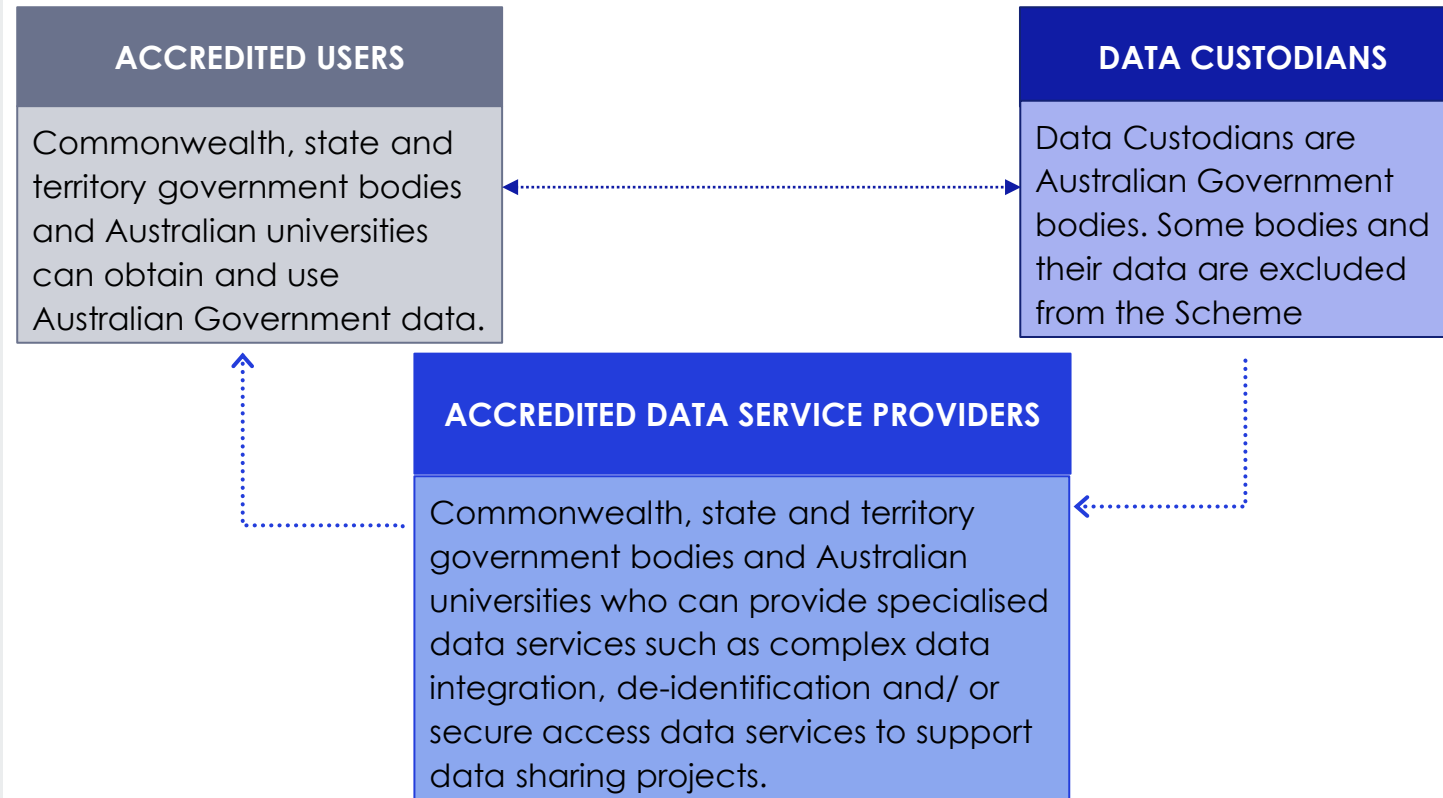 ACCREDITED USERS
Commonwealth, state and
territory government bodies
and Australian universities
can obtain and use
Australian Government data.
DATA CUSTODIANS
Data Custodians are
Australian Government
bodies. Some bodies and
their data are excluded
from the Scheme
ACCREDITED DATA SERVICE PROVIDERS
Commonwealth, state and territory
government bodies and Australian
universities who can provide specialised
data services such as complex data
integration, de-identification and/ or
secure access data services to support
data sharing projects.